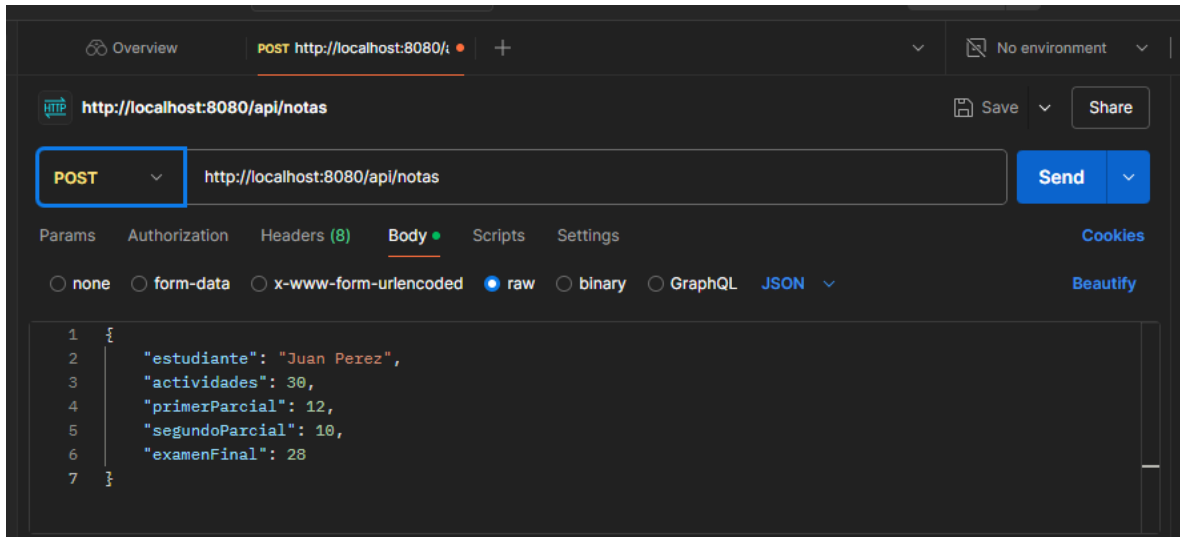 Overview POST http://localhost:8080/a No environment
HTTP http://localhost:8080/api/notas Save Share
POST http://localhost:8080/api/notas Send
Params Authorization Headers (8) Body Scripts Settings Cookies
none form-data x-www-form-urlencoded raw binary GraphQL JSON Beautify
1 {
2 "estudiante": "Juan Perez",
3 "actividades": 30,
4 "primerParcial": 12,
5 "segundoParcial": 10,
6 "examenFinal": 28
7 }